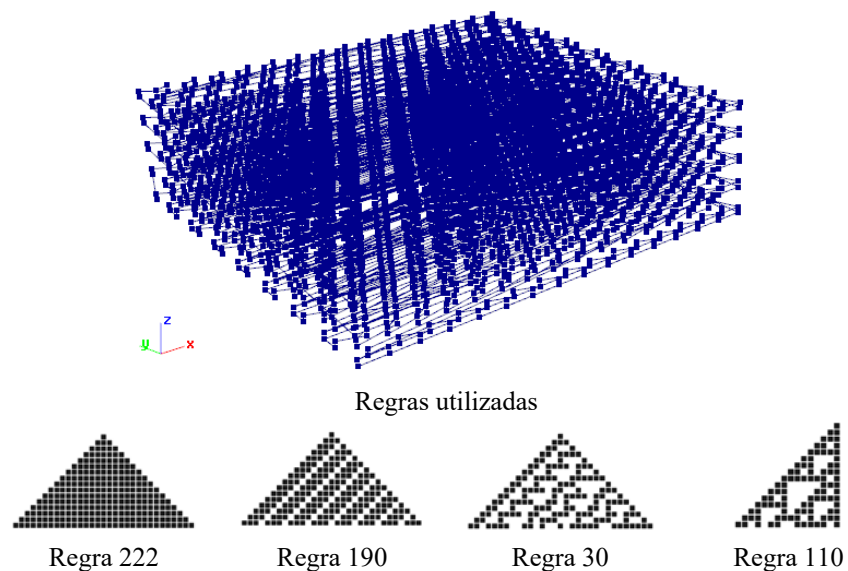 z
y
x
Regras utilizadas
Regra 222
Regra 190
Regra 30
Regra 110